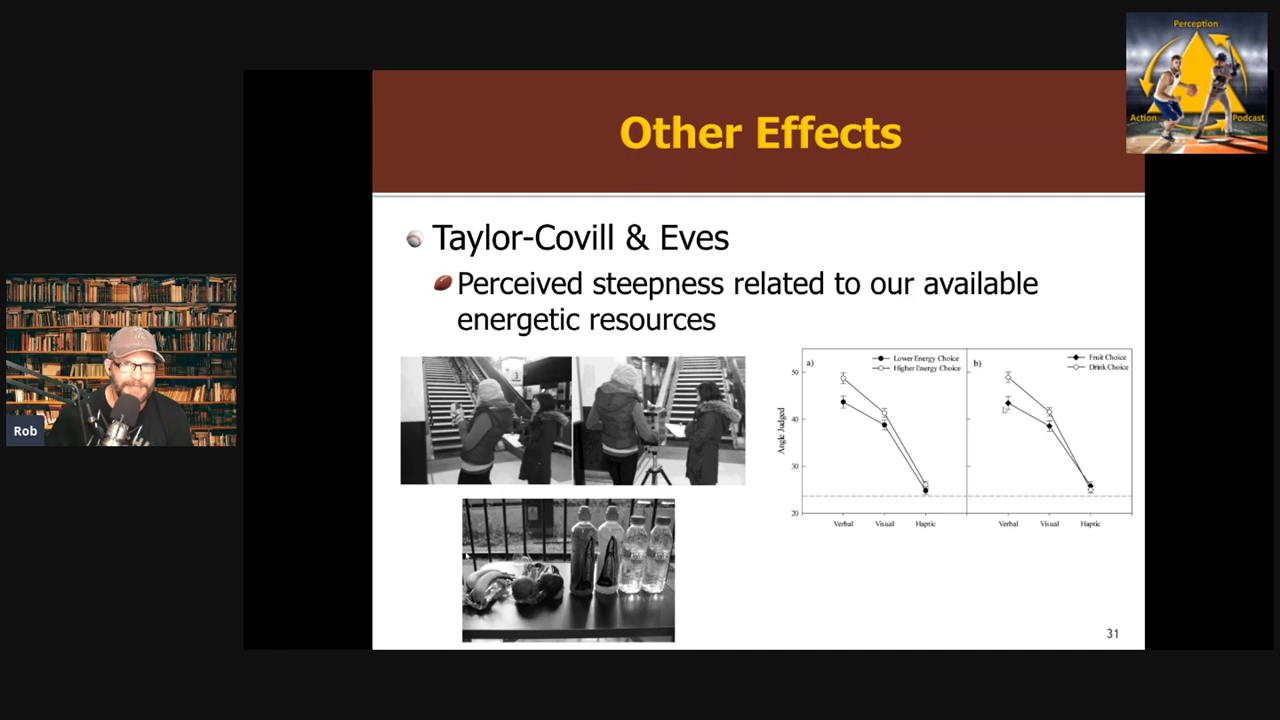 Perception
Action
Podcast
Other Effects
Taylor-Covill & Eves
Perceived steepness related to our available
energetic resources
Rob
a)
Lower Energy Choice
Higher Energy Choice
b)
Fruit Choice
Drink Choice
50
40
30
20
Angle Judged
Verbal
Visual
Haptic
Verbal
Visual
Haptic
31